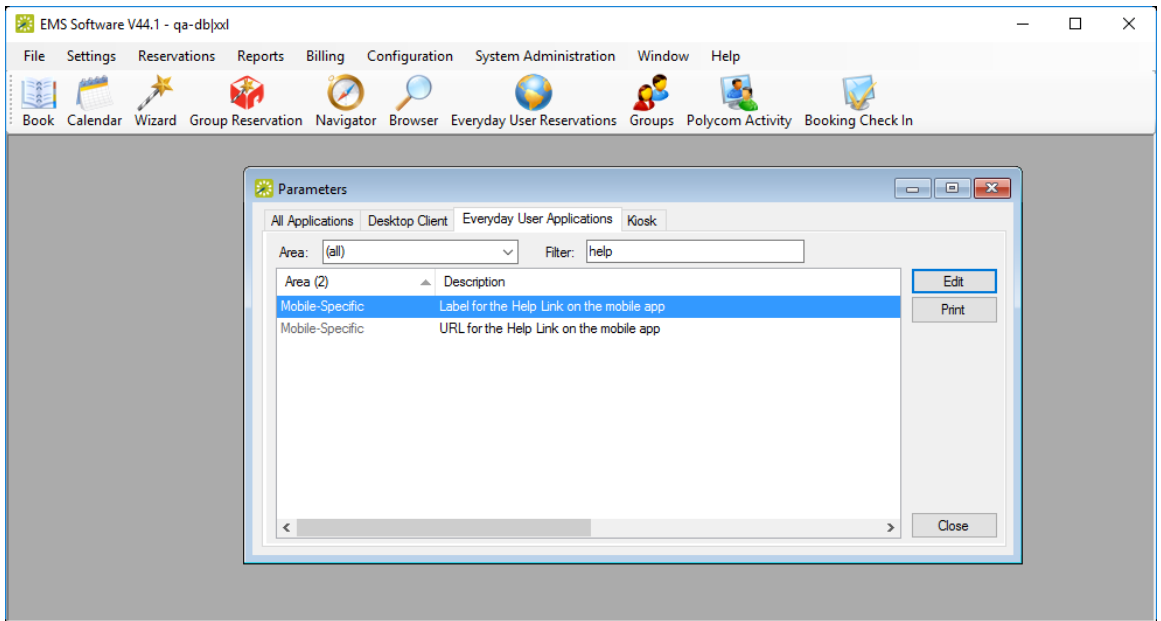 EMS Software V44.1 - qa-db|xxl
File Settings Reservations Reports Billing Configuration System Administration Window Help
Book Calendar Wizard Group Reservation Navigator Browser Everyday User Reservations Groups Polycom Activity Booking Check In
Parameters
All Applications Desktop Client Everyday User Applications Kiosk
Area: (all) Filter: help
Area (2) Description Edit
Mobile-Specific Label for the Help Link on the mobile app Print
Mobile-Specific URL for the Help Link on the mobile app
Close